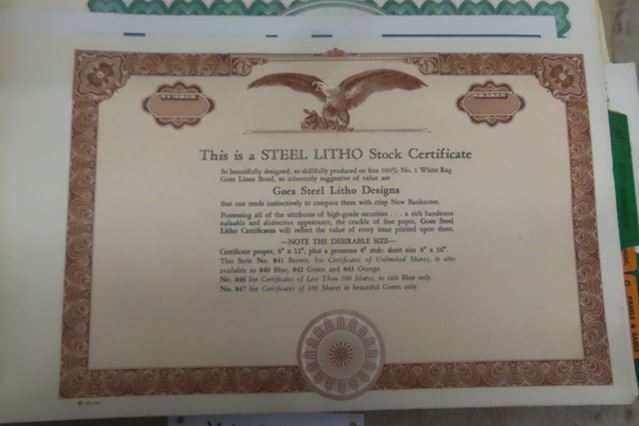 NUMBER
SHARES
This is a STEEL LITHO Stock Certificate
So beautifully designed; so skillfully produced on fine 100% No. 1 White Rag
Goes Linen Bond, so inherently suggestive of value are
Goes Steel Litho Designs
that one tends instinctively to compare them with crisp New Banknotes.
Possessing all of the attributes of high-grade securities . . . a rich handsome
valuable and distinctive appearance, the crackle of fine paper, Goes Steel
Litho Certificates will reflect the value of every issue printed upon them.
—NOTE THE DESIRABLE SIZE—
Certificate proper, 8" x 12", plus a generous 4" stub: sheet size 8" x 16".
This Style No. 841 Brown, for Certificates of Unlimited Shares, is also
available as 840 Blue, 842 Green and 843 Orange.
No. 846 for Certificates of Less Than 100 Shares, in rich Blue only.
No. 847 for Certificates of 100 Shares in beautiful Green only.